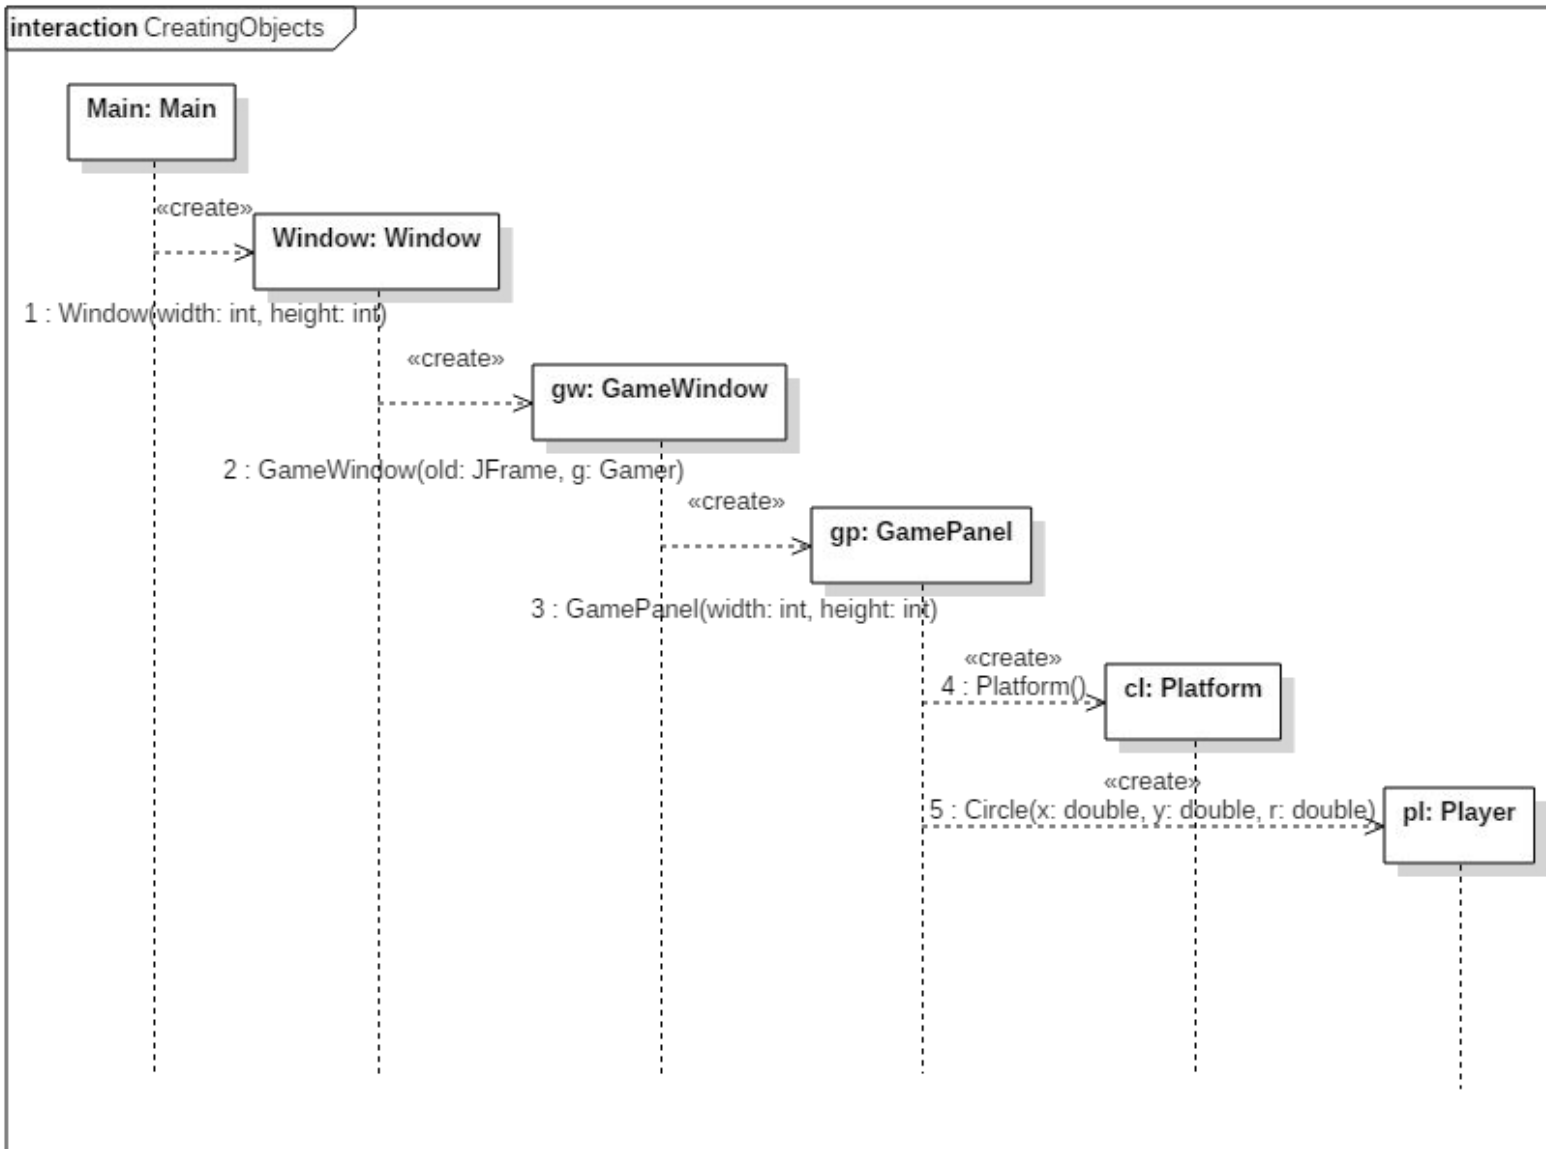 interaction CreatingObjects
Main: Main
«create»
Window: Window
1 : Window(width: int, height: int)
«create»
gw: GameWindow
2 : GameWindow(old: JFrame, g: Gamer)
«create»
gp: GamePanel
3 : GamePanel(width: int, height: int)
«create»
4 : Platform()
cl: Platform
«create»
5 : Circle(x: double, y: double, r: double)
pl: Player